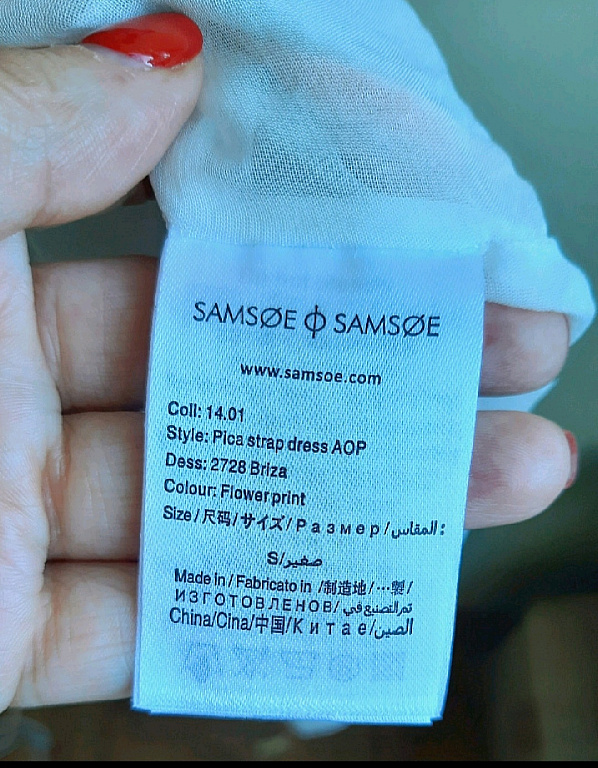 SAMSØE ɸ SAMSØE
www.samsoe.com
Coll: 14.01
Style: Pica strap dress AOP
Dess: 2728 Briza
Colour: Flowerprint
Size/尺码/サイズ/Размер/المقاس:
S/صغير
Made in/Fabricato in /制造地/…製/
ИЗГОТОВЛЕНОВ/تم التصنيع في
China/Cina/中国/Китае/الصين